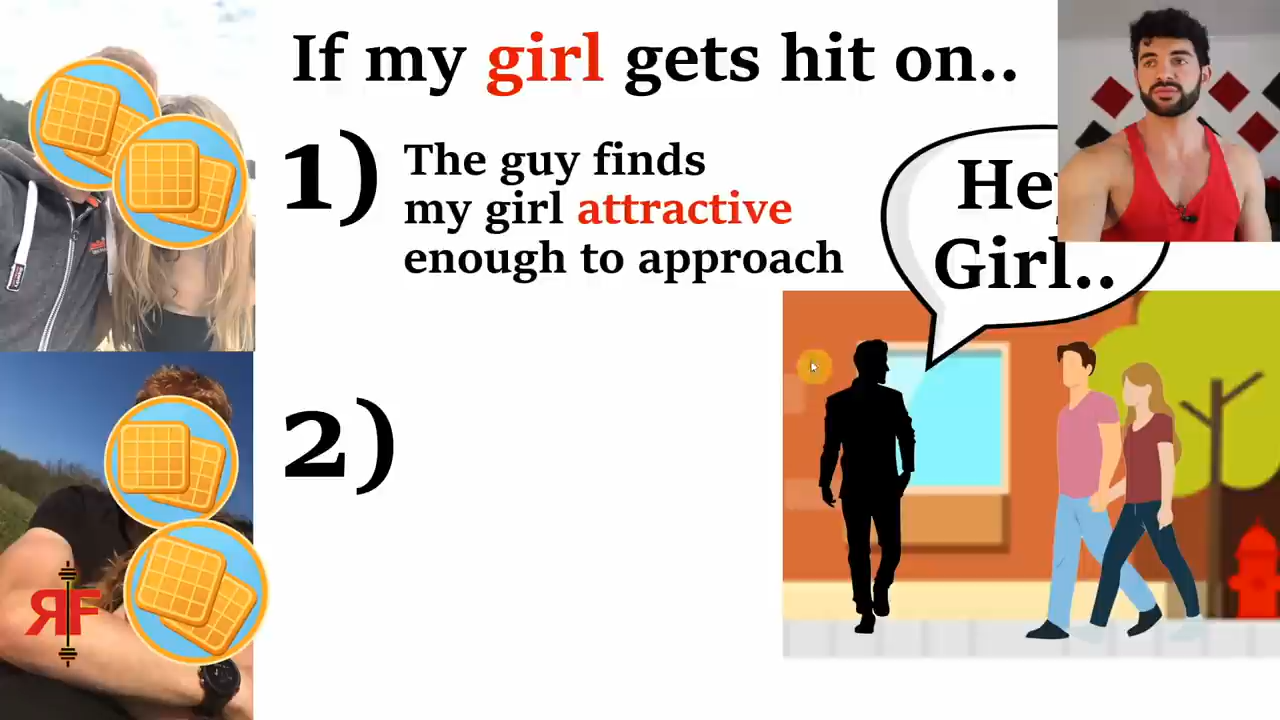 If my girl gets hit on..
1)
The guy finds
my girl attractive
enough to approach
Hey
Girl..
2)
RF